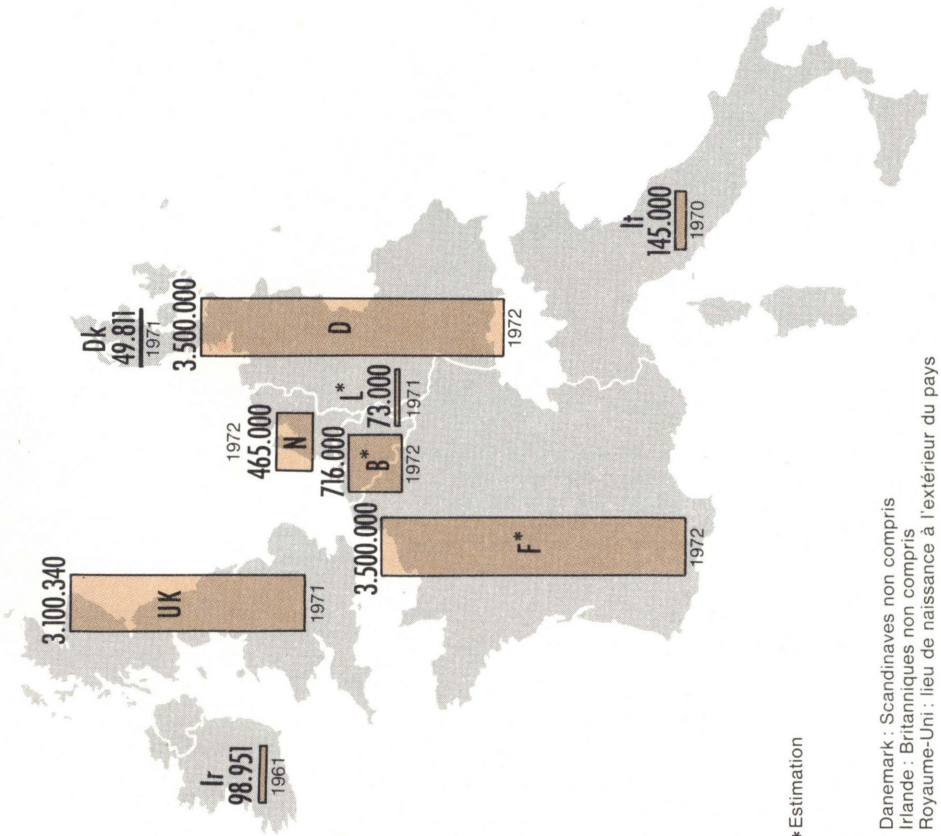 3.100.340
UK
1971
Ir
98.951
1961
Dk
49.811
1971
3.500.000
D
1972
1972
465.000
N
716.000
B*
1972
L*
73.000
1971
3.500.000
F*
1972
It
145.000
1970
*Estimation
Danemark : Scandinaves non compris
Irlande : Britanniques non compris
Royaume-Uni : lieu de naissance à l'extérieur du pays